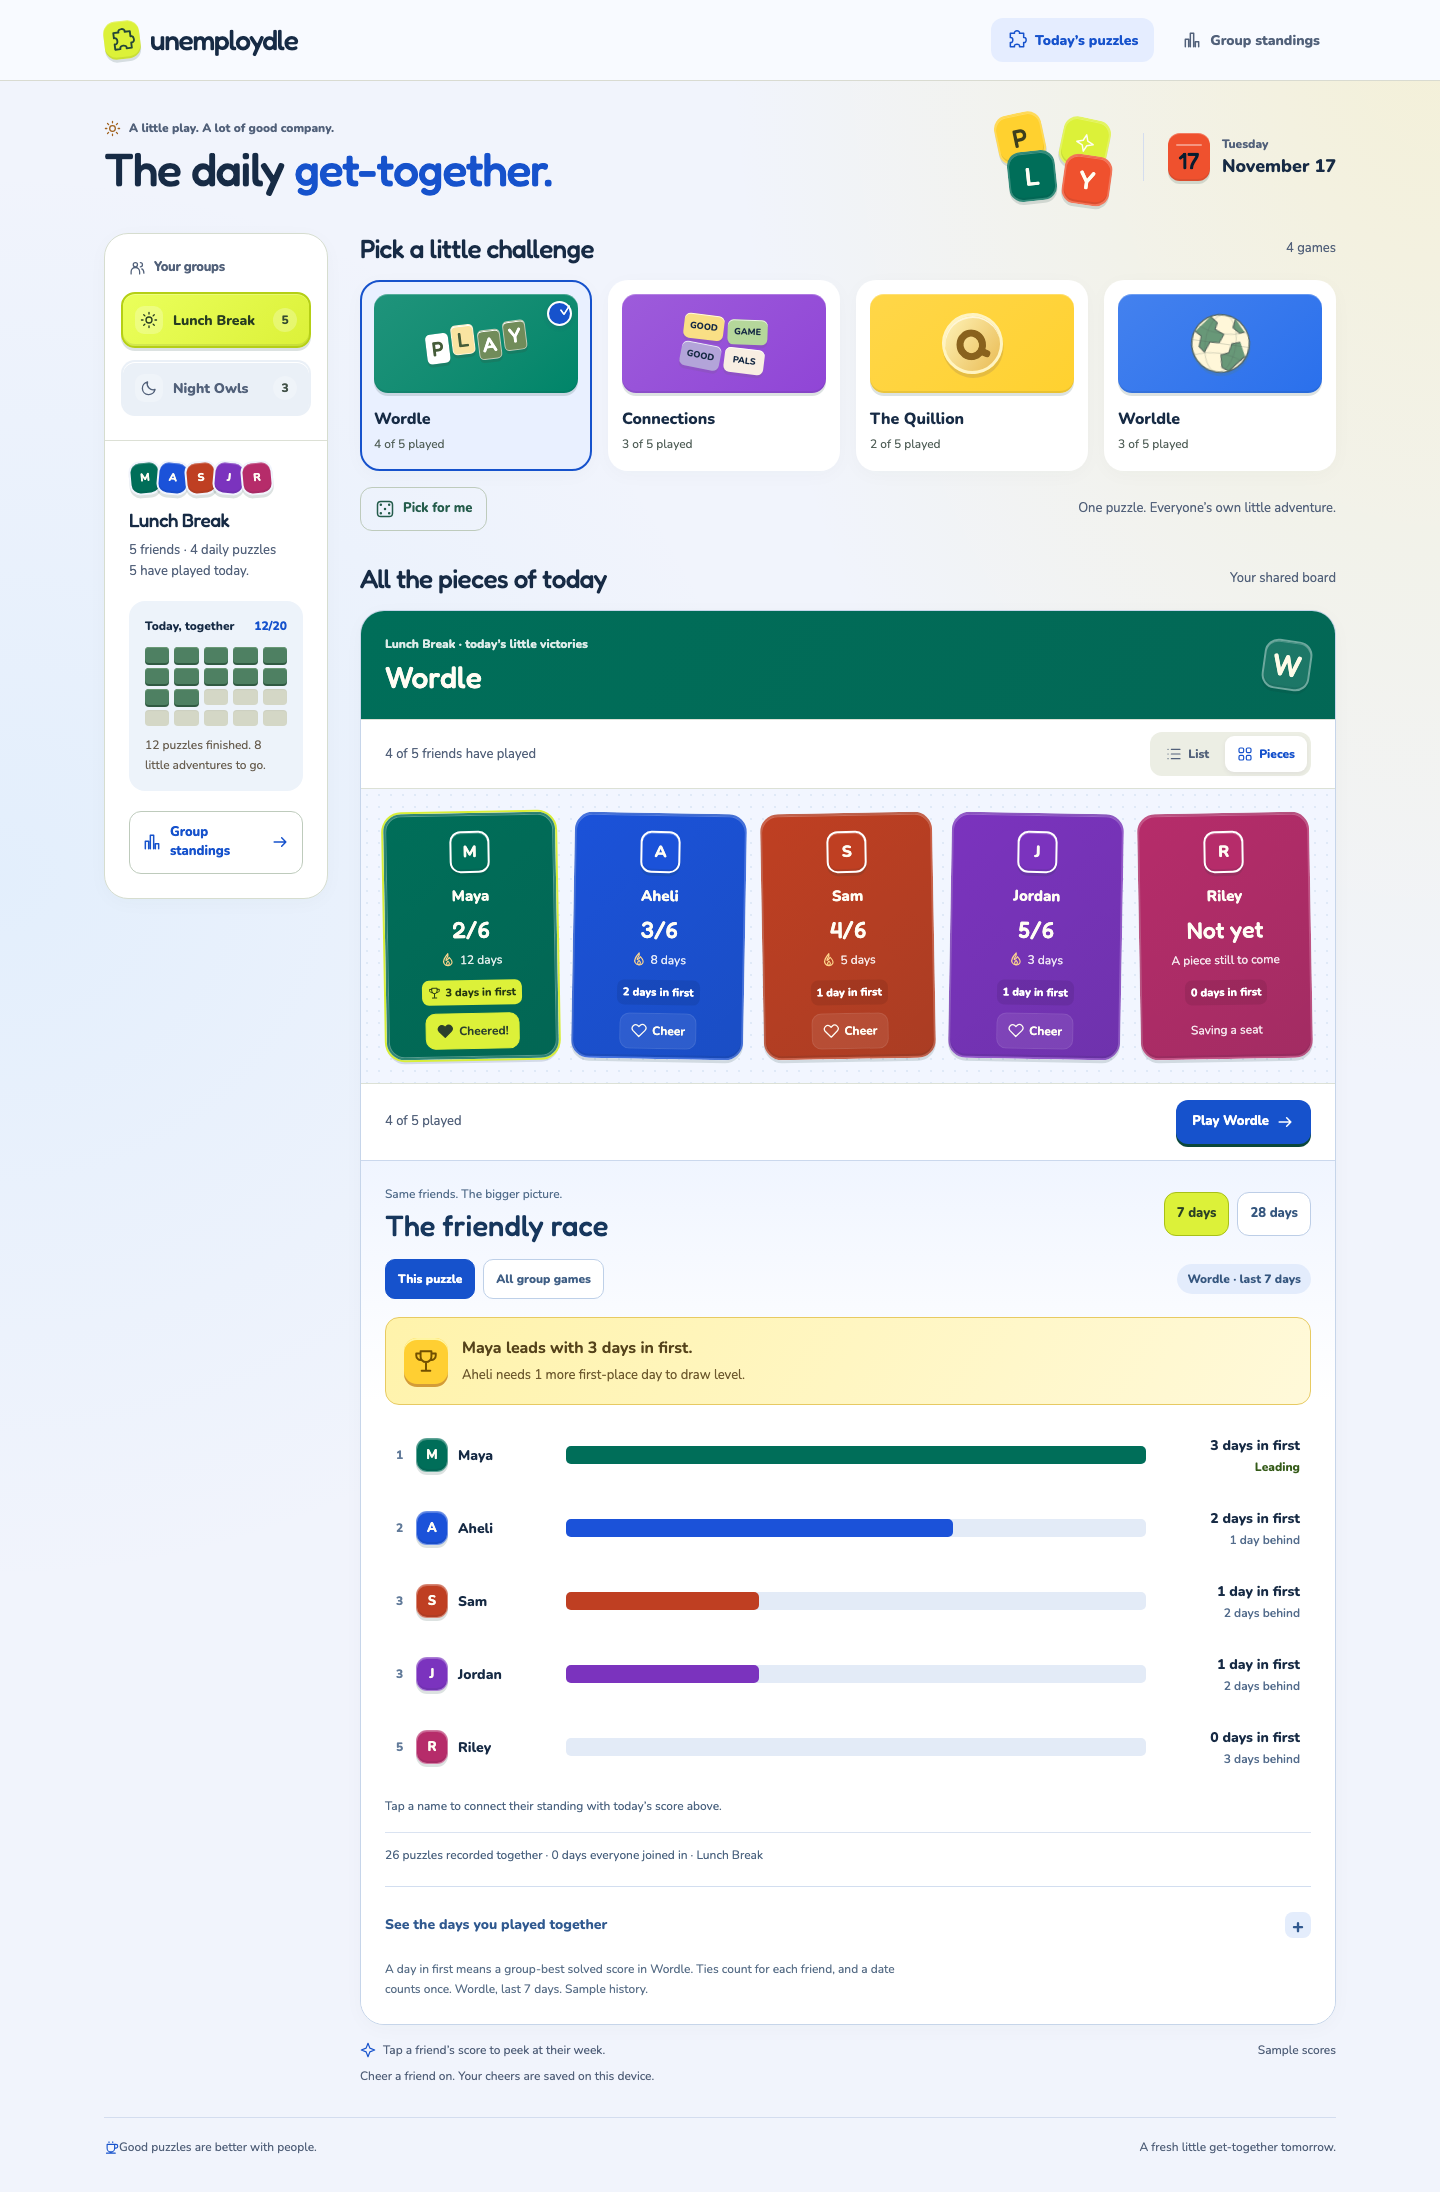 unemploydle
Today's puzzles
Group standings
A little play. A lot of good company.
The daily get-together.
P
L Y
17
Tuesday
November 17
Your groups
Lunch Break 5
Night Owls 3
M A S J R
Lunch Break
5 friends · 4 daily puzzles
5 have played today.
Today, together 12/20
12 puzzles finished. 8
little adventures to go.
Group
standings
Pick a little challenge
4 games
P L A Y
Wordle
4 of 5 played
GOOD GAME
GOOD PALS
Connections
3 of 5 played
Q
The Quillion
2 of 5 played
Worldle
3 of 5 played
Pick for me
One puzzle. Everyone's own little adventure.
All the pieces of today
Your shared board
Lunch Break · today's little victories
Wordle
W
4 of 5 friends have played
List
Pieces
M
Maya
2/6
12 days
3 days in first
Cheered!
A
Aheli
3/6
8 days
2 days in first
Cheer
S
Sam
4/6
5 days
1 day in first
Cheer
J
Jordan
5/6
3 days
1 day in first
Cheer
R
Riley
Not yet
A piece still to come
0 days in first
Saving a seat
4 of 5 played
Play Wordle
Same friends. The bigger picture.
The friendly race
7 days
28 days
This puzzle
All group games
Wordle · last 7 days
Maya leads with 3 days in first.
Aheli needs 1 more first-place day to draw level.
1 M Maya 3 days in first
Leading
2 A Aheli 2 days in first
1 day behind
3 S Sam 1 day in first
2 days behind
3 J Jordan 1 day in first
2 days behind
5 R Riley 0 days in first
3 days behind
Tap a name to connect their standing with today's score above.
26 puzzles recorded together · 0 days everyone joined in · Lunch Break
See the days you played together
+
A day in first means a group-best solved score in Wordle. Ties count for each friend, and a date
counts once. Wordle, last 7 days. Sample history.
Tap a friend's score to peek at their week.
Sample scores
Cheer a friend on. Your cheers are saved on this device.
Good puzzles are better with people.
A fresh little get-together tomorrow.